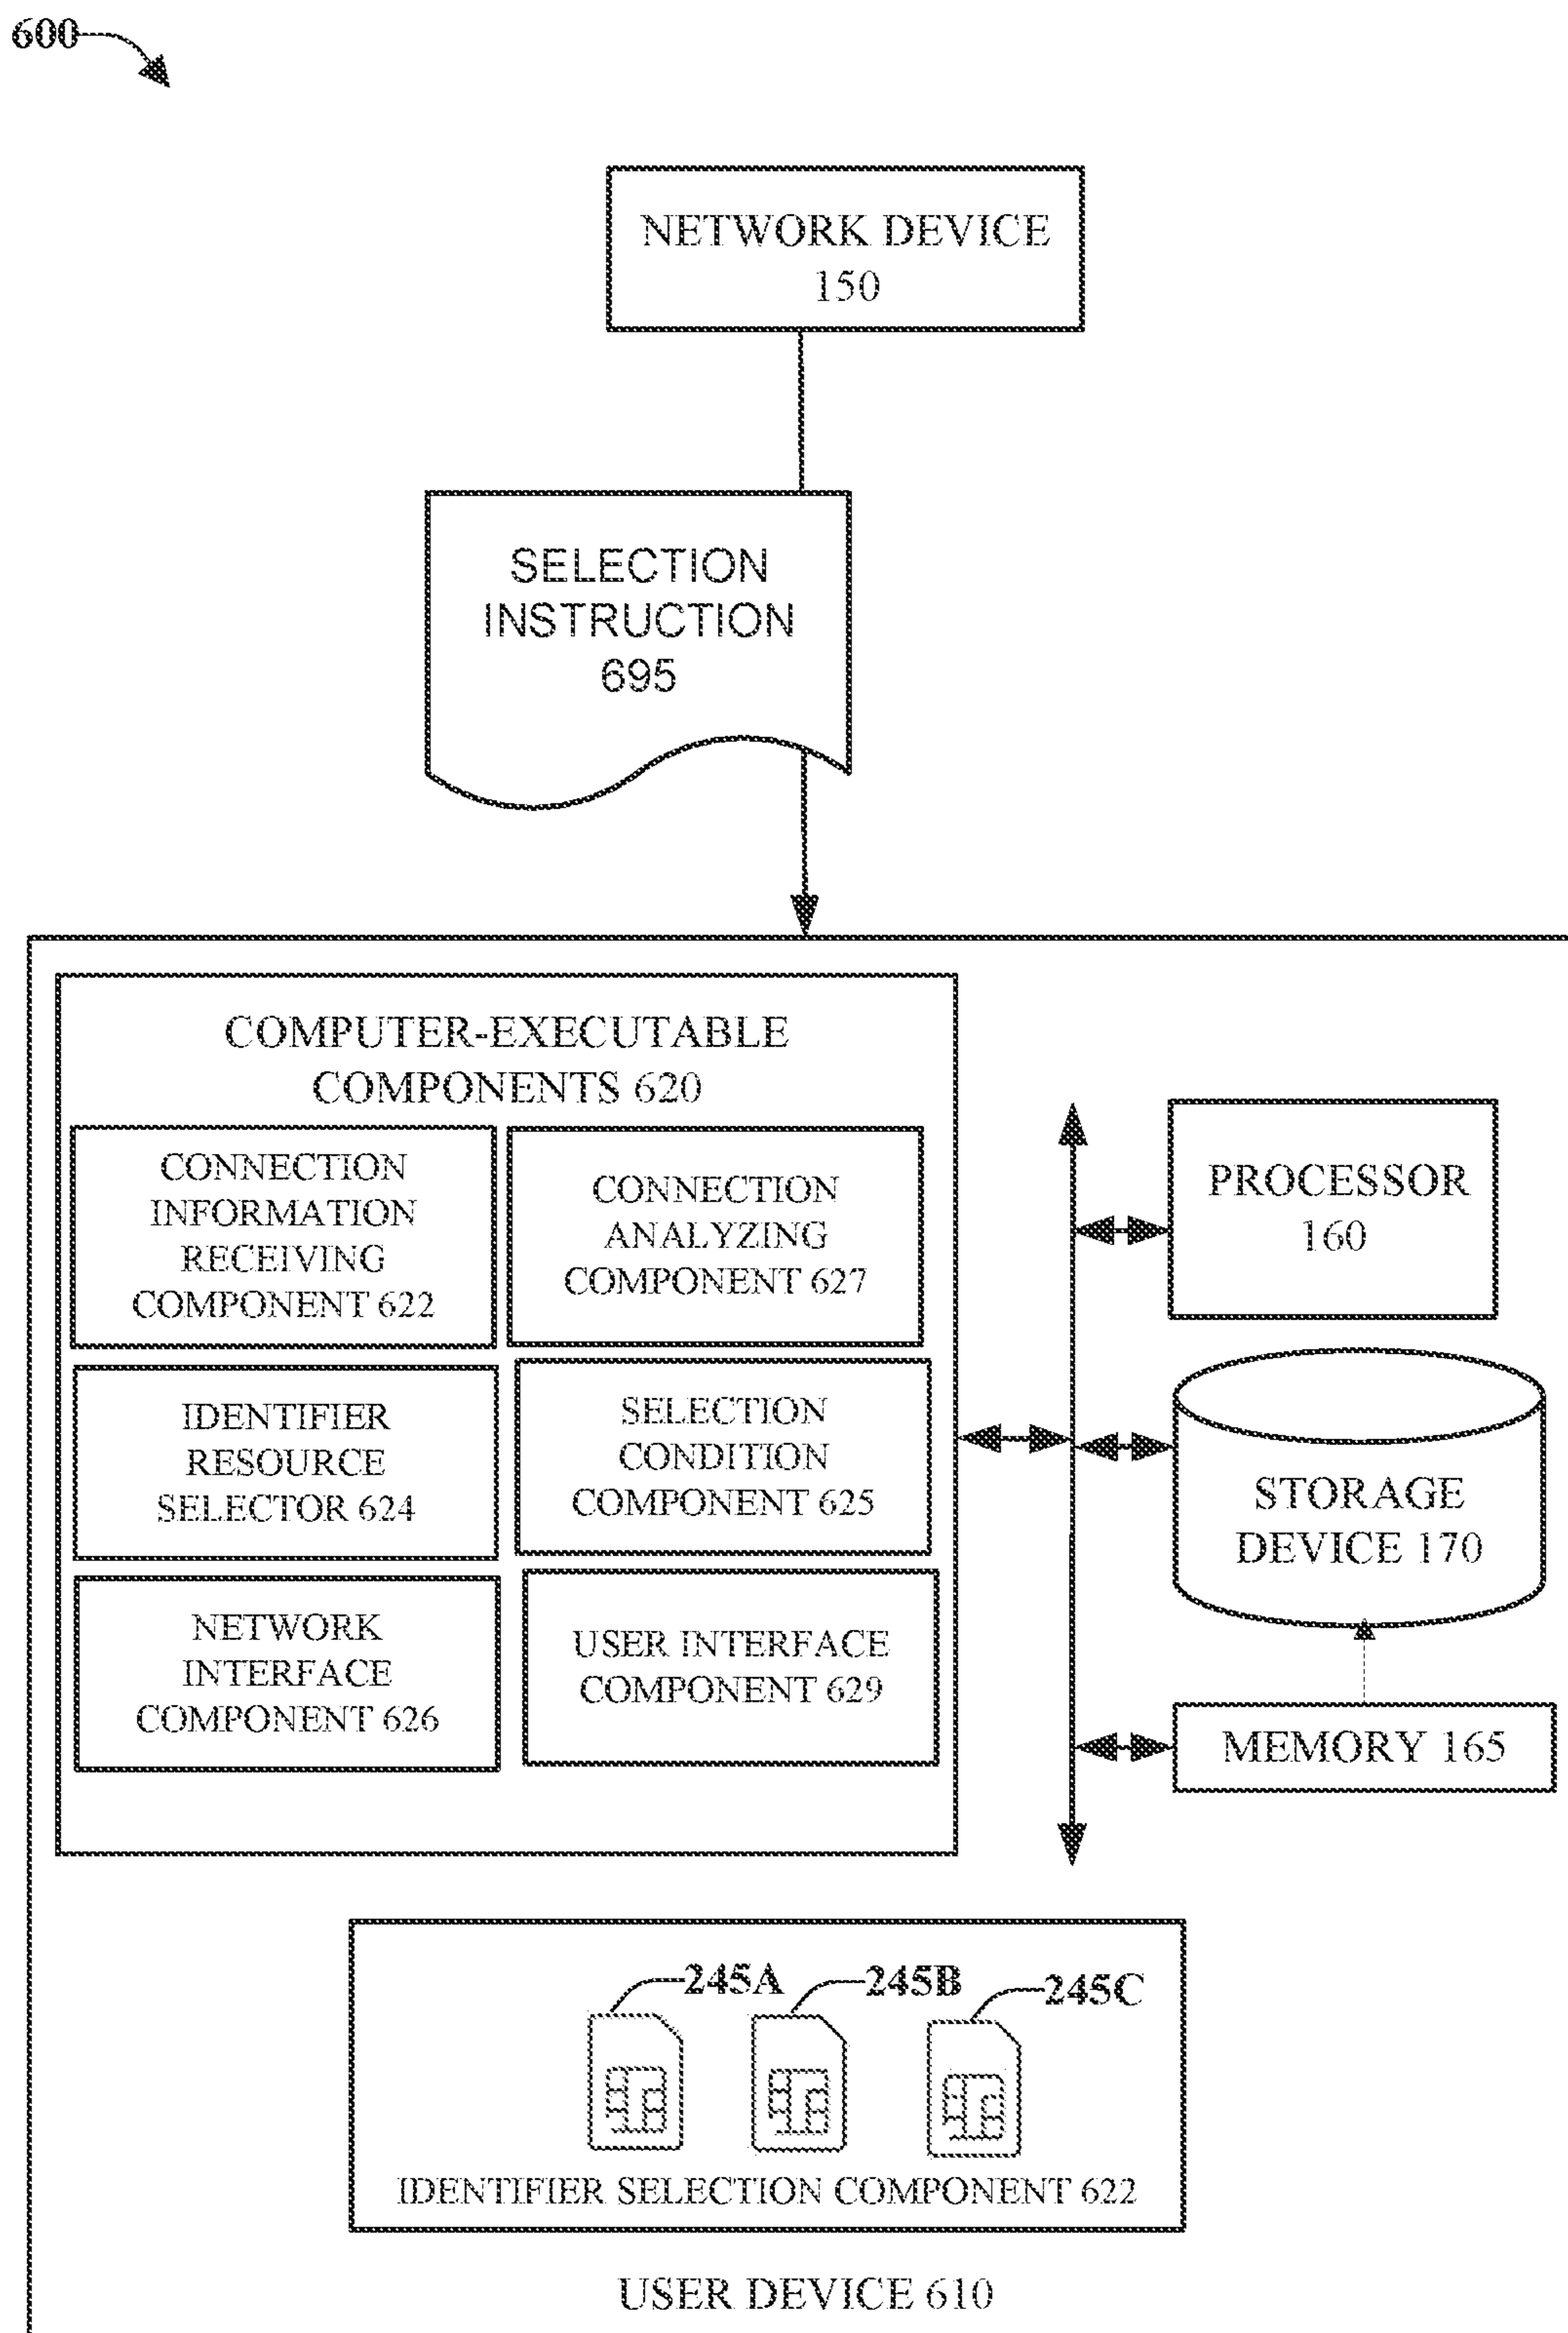 600
NETWORK DEVICE
150
SELECTION
INSTRUCTION
695
COMPUTER-EXECUTABLE
COMPONENTS 620
CONNECTION
INFORMATION
RECEIVING
COMPONENT 622
CONNECTION
ANALYZING
COMPONENT 627
IDENTIFIER
RESOURCE
SELECTOR 624
SELECTION
CONDITION
COMPONENT 625
NETWORK
INTERFACE
COMPONENT 626
USER INTERFACE
COMPONENT 629
PROCESSOR
160
STORAGE
DEVICE 170
MEMORY 165
245A
245B
245C
IDENTIFIER SELECTION COMPONENT 622
USER DEVICE 610